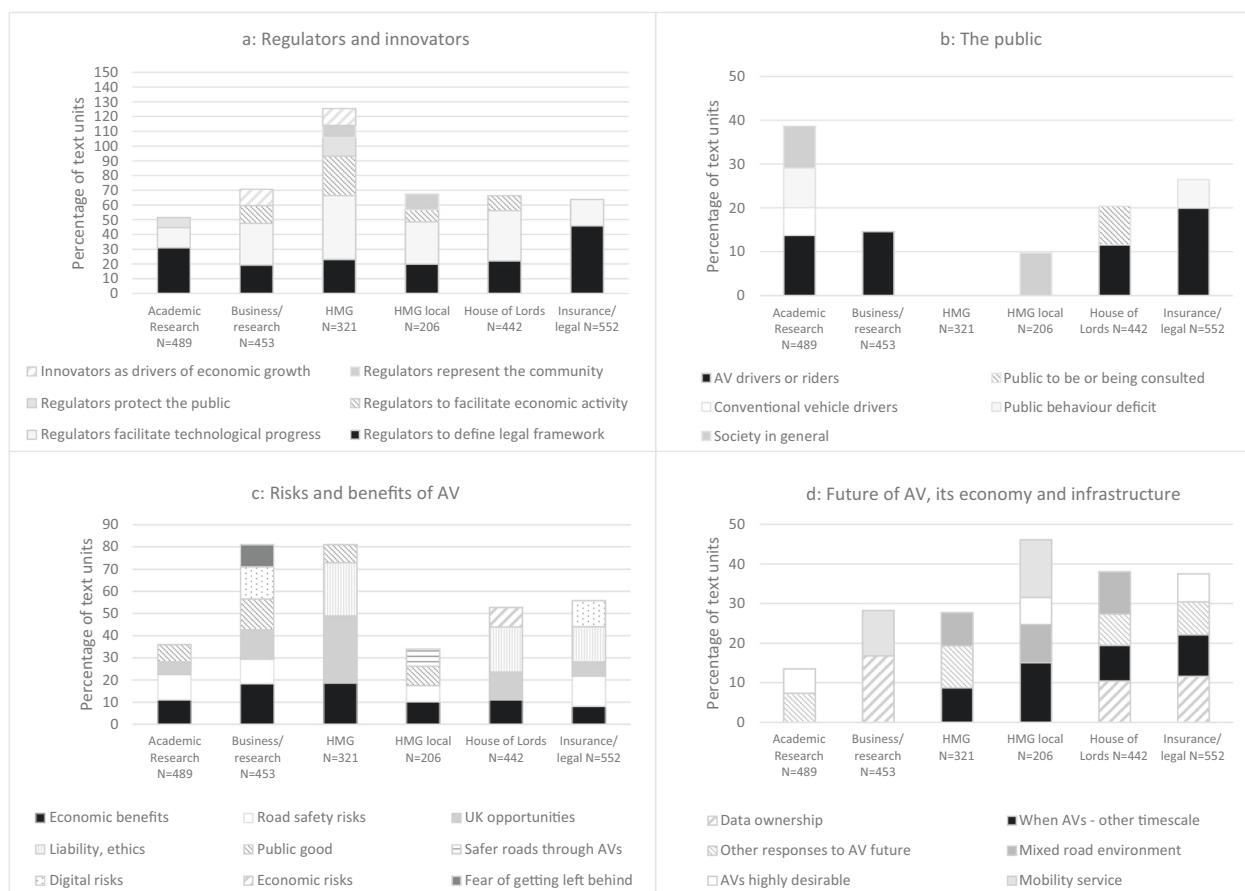 a: Regulators and innovators
Percentage of text units
150
140
130
120
110
100
90
80
70
60
50
40
30
20
10
0
Academic Research N=489
Business/ research N=453
HMG N=321
HMG local N=206
House of Lords N=442
Insurance/ legal N=552
Innovators as drivers of economic growth
Regulators represent the community
Regulators protect the public
Regulators to facilitate economic activity
Regulators facilitate technological progress
Regulators to define legal framework
b: The public
Percentage of text units
50
40
30
20
10
0
Academic Research N=489
Business/ research N=453
HMG N=321
HMG local N=206
House of Lords N=442
Insurance/ legal N=552
AV drivers or riders
Public to be or being consulted
Conventional vehicle drivers
Public behaviour deficit
Society in general
c: Risks and benefits of AV
Percentage of text units
90
80
70
60
50
40
30
20
10
0
Academic Research N=489
Business/ research N=453
HMG N=321
HMG local N=206
House of Lords N=442
Insurance/ legal N=552
Economic benefits
Road safety risks
UK opportunities
Liability, ethics
Public good
Safer roads through AVs
Digital risks
Economic risks
Fear of getting left behind
d: Future of AV, its economy and infrastructure
Percentage of text units
50
40
30
20
10
0
Academic Research N=489
Business/ research N=453
HMG N=321
HMG local N=206
House of Lords N=442
Insurance/ legal N=552
Data ownership
When AVs - other timescale
Other responses to AV future
Mixed road environment
AVs highly desirable
Mobility service